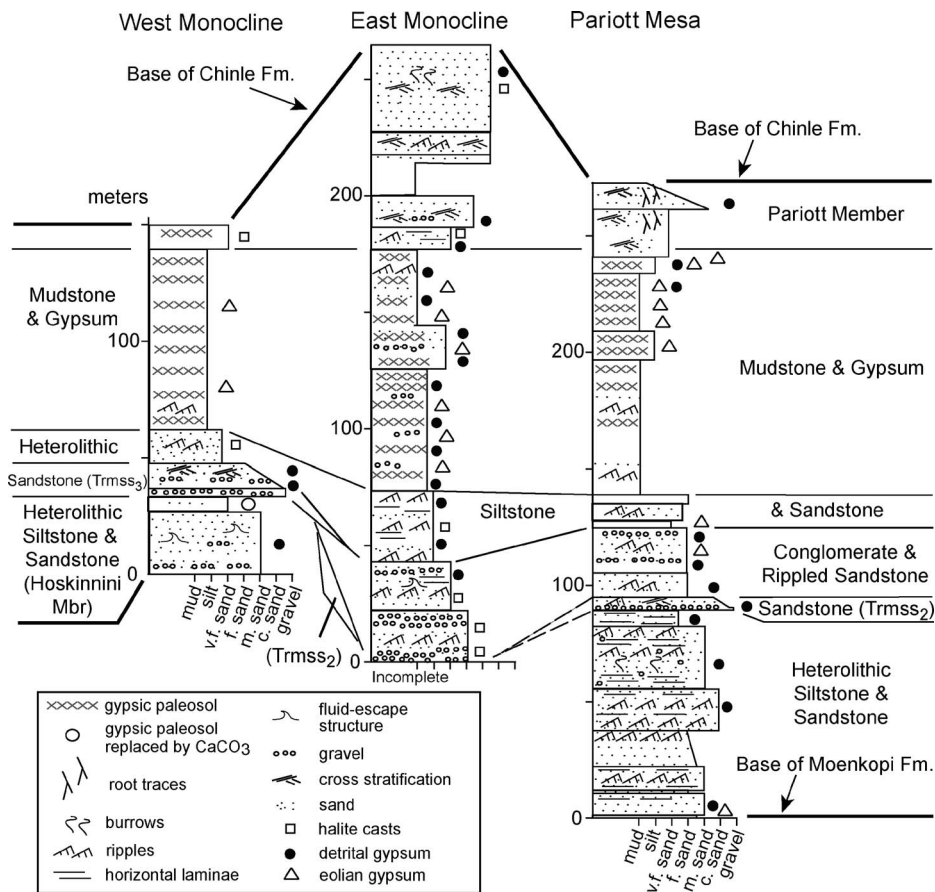 West Monocline
East Monocline
Pariott Mesa
Base of Chinle Fm.
Base of Chinle Fm.
meters
200
Pariott Member
Mudstone
& Gypsum
100
200
Mudstone & Gypsum
100
Heterolithic
Sandstone (Trmss3)
Siltstone
& Sandstone
Heterolithic
Siltstone &
Sandstone
(Hoskinnini
Mbr)
0
Conglomerate &
Rippled Sandstone
100
Sandstone (Trmss2)
mud
silt
v.f. sand
f. sand
m. sand
c. sand
gravel
(Trmss2)
0
Incomplete
Heterolithic
Siltstone &
Sandstone
Base of Moenkopi Fm.
0
mud
silt
v.f. sand
f. sand
m. sand
c. sand
gravel
gypsic paleosol
gypsic paleosol
replaced by CaCO3
root traces
burrows
ripples
horizontal laminae
fluid-escape
structure
gravel
cross stratification
sand
halite casts
detrital gypsum
eolian gypsum